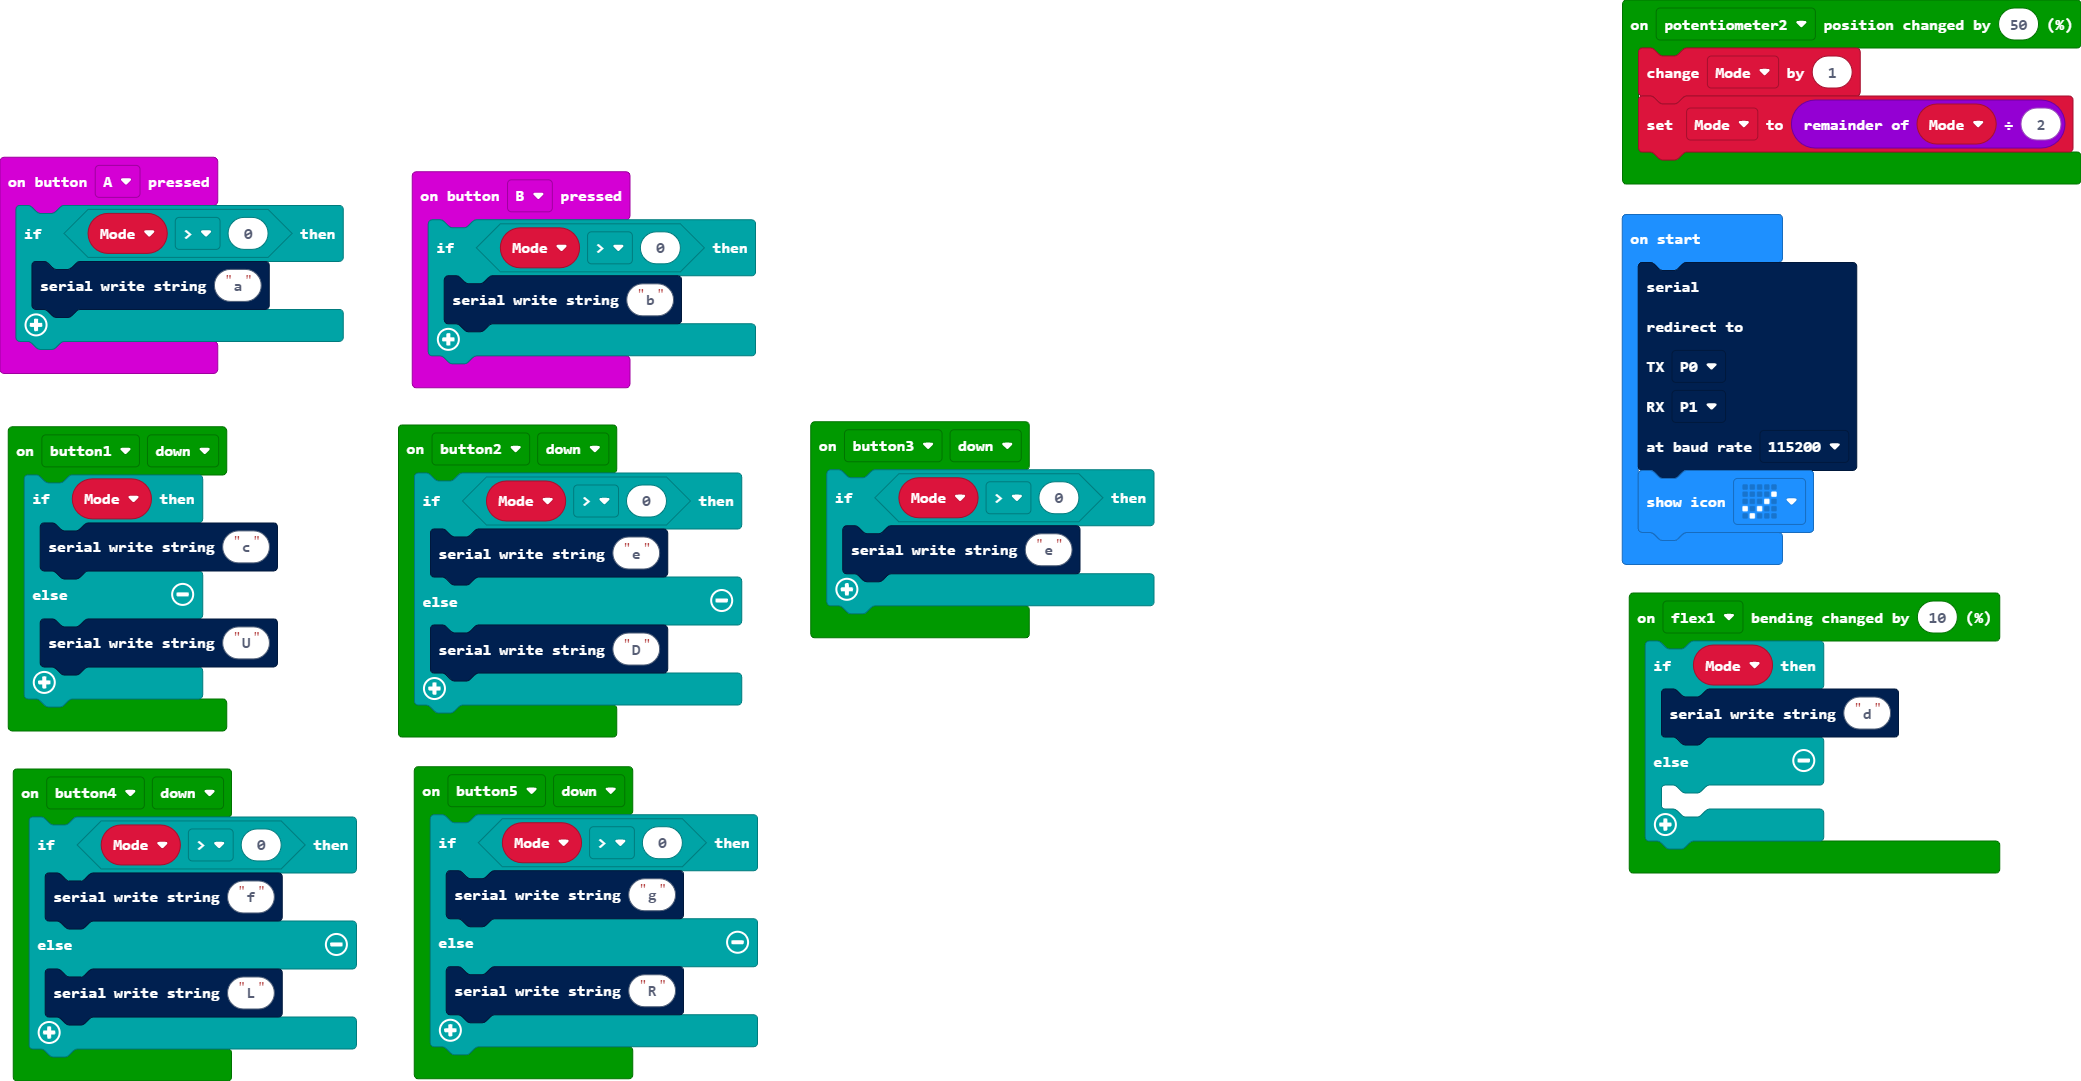 on button A pressed
if Mode > 0 then
serial write string "a"
on button B pressed
if Mode > 0 then
serial write string "b"
on button1 down
if Mode then
serial write string "c"
else
serial write string "U"
on button2 down
if Mode > 0 then
serial write string "e"
else
serial write string "D"
on button3 down
if Mode > 0 then
serial write string "e"
on button4 down
if Mode > 0 then
serial write string "f"
else
serial write string "L"
on button5 down
if Mode > 0 then
serial write string "g"
else
serial write string "R"
on potentiometer2 position changed by 50 (%)
change Mode by 1
set Mode to remainder of Mode ÷ 2
on start
serial
redirect to
TX P0
RX P1
at baud rate 115200
show icon
on flex1 bending changed by 10 (%)
if Mode then
serial write string "d"
else